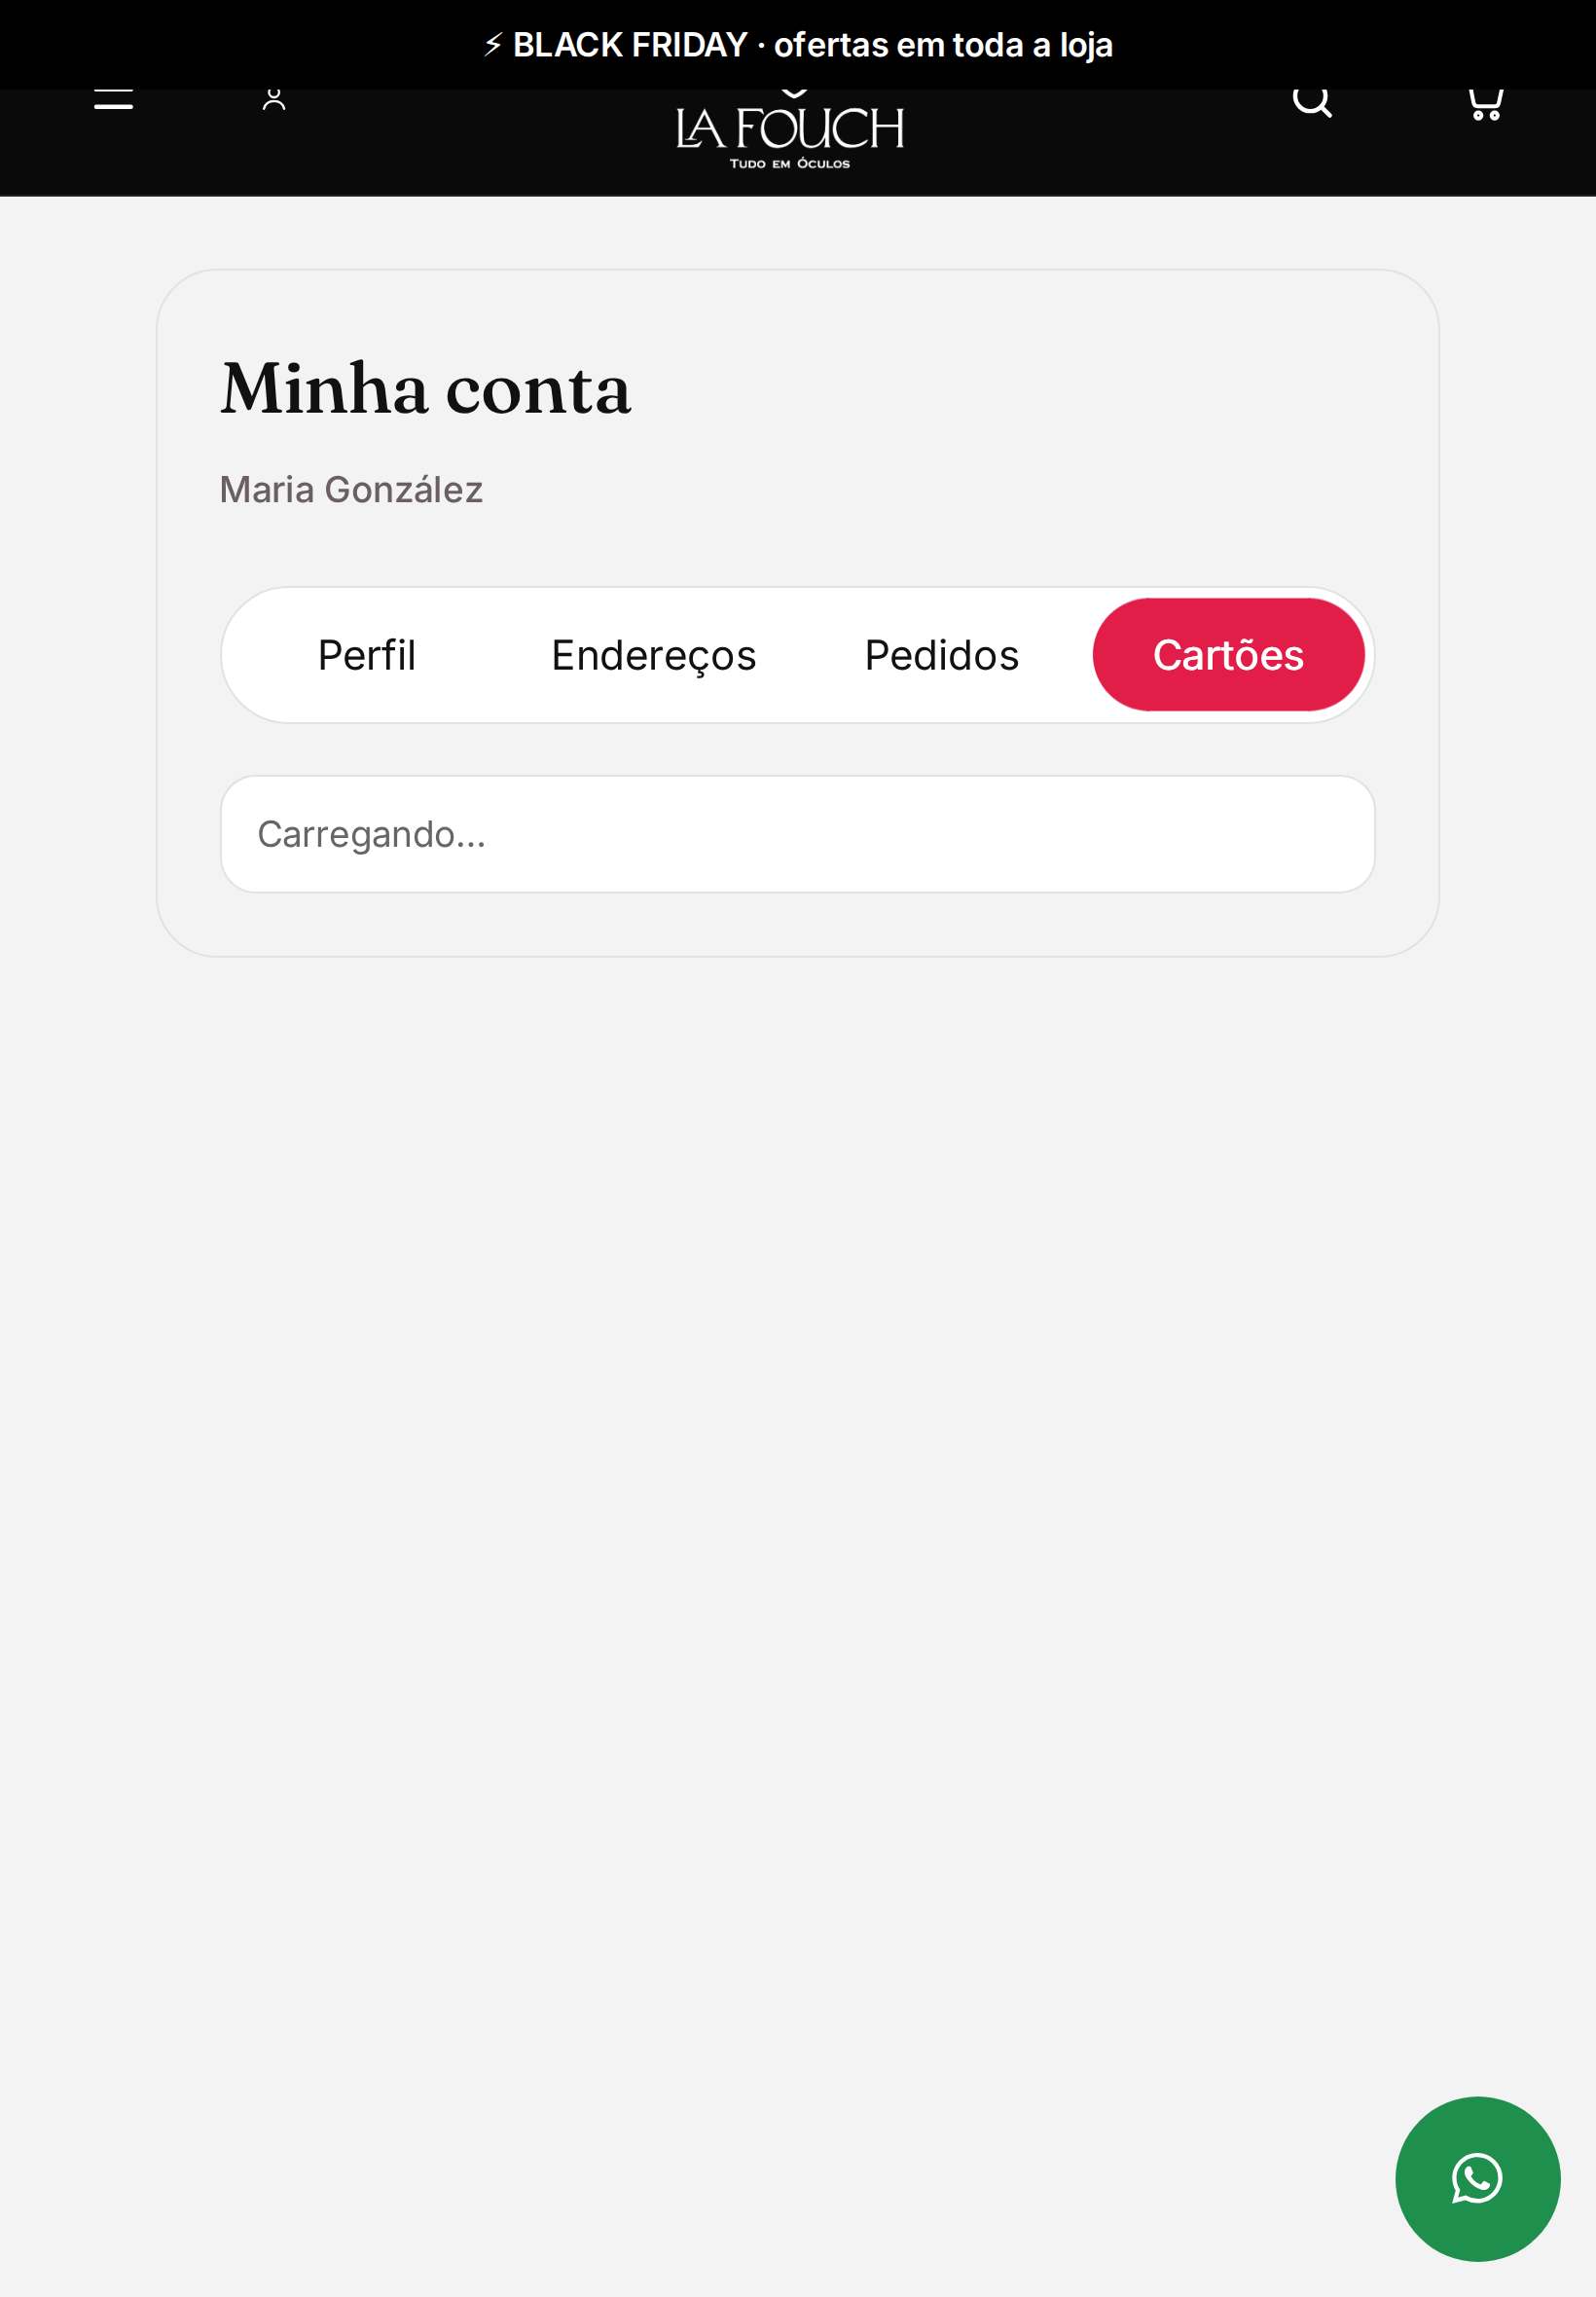 ⚡ BLACK FRIDAY · ofertas em toda a loja
LA FOUCH
TUDO EM ÓCULOS
Minha conta
Maria González
Perfil Endereços Pedidos Cartões
Carregando...